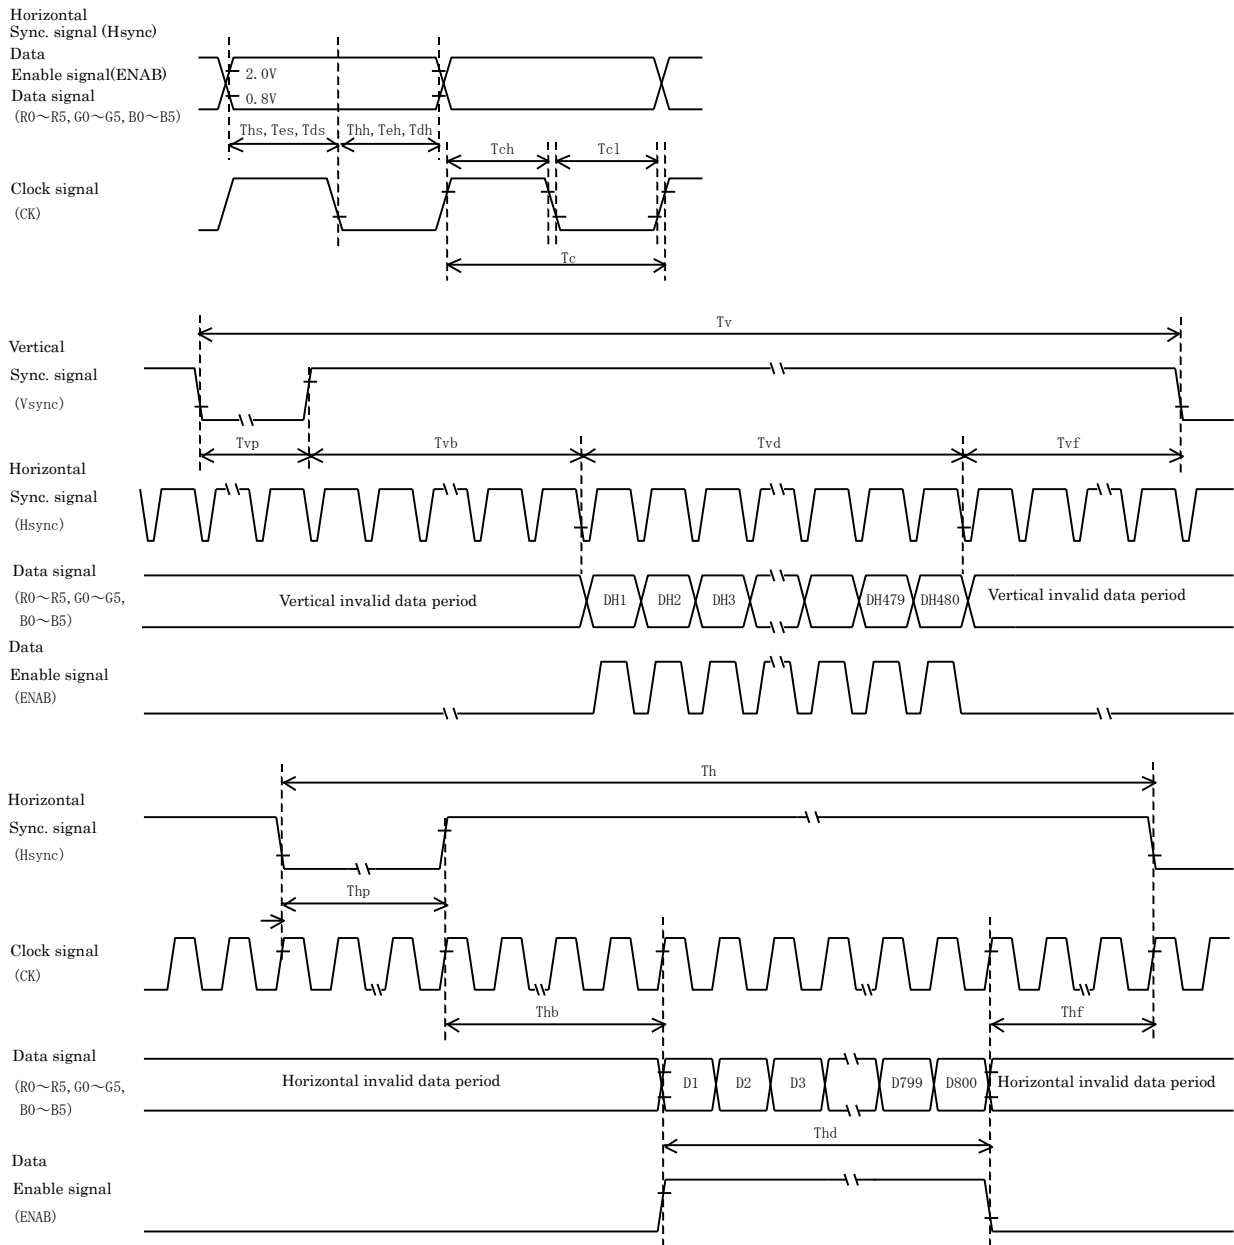 Horizontal
Sync. signal (Hsync)
Data
Enable signal(ENAB)
Data signal
(R0～R5,G0～G5,B0～B5)
2.0V
0.8V
Ths,Tes,Tds
Thh,Teh,Tdh
Tch
Tcl
Clock signal
(CK)
Tc
Tv
Vertical
Sync. signal
(Vsync)
Tvp
Tvb
Tvd
Tvf
Horizontal
Sync. signal
(Hsync)
Data signal
(R0～R5,G0～G5,
B0～B5)
Vertical invalid data period
DH1
DH2
DH3
DH479
DH480
Vertical invalid data period
Data
Enable signal
(ENAB)
Th
Horizontal
Sync. signal
(Hsync)
Thp
Clock signal
(CK)
Thb
Thf
Data signal
(R0～R5,G0～G5,
B0～B5)
Horizontal invalid data period
D1
D2
D3
D799
D800
Horizontal invalid data period
Thd
Data
Enable signal
(ENAB)